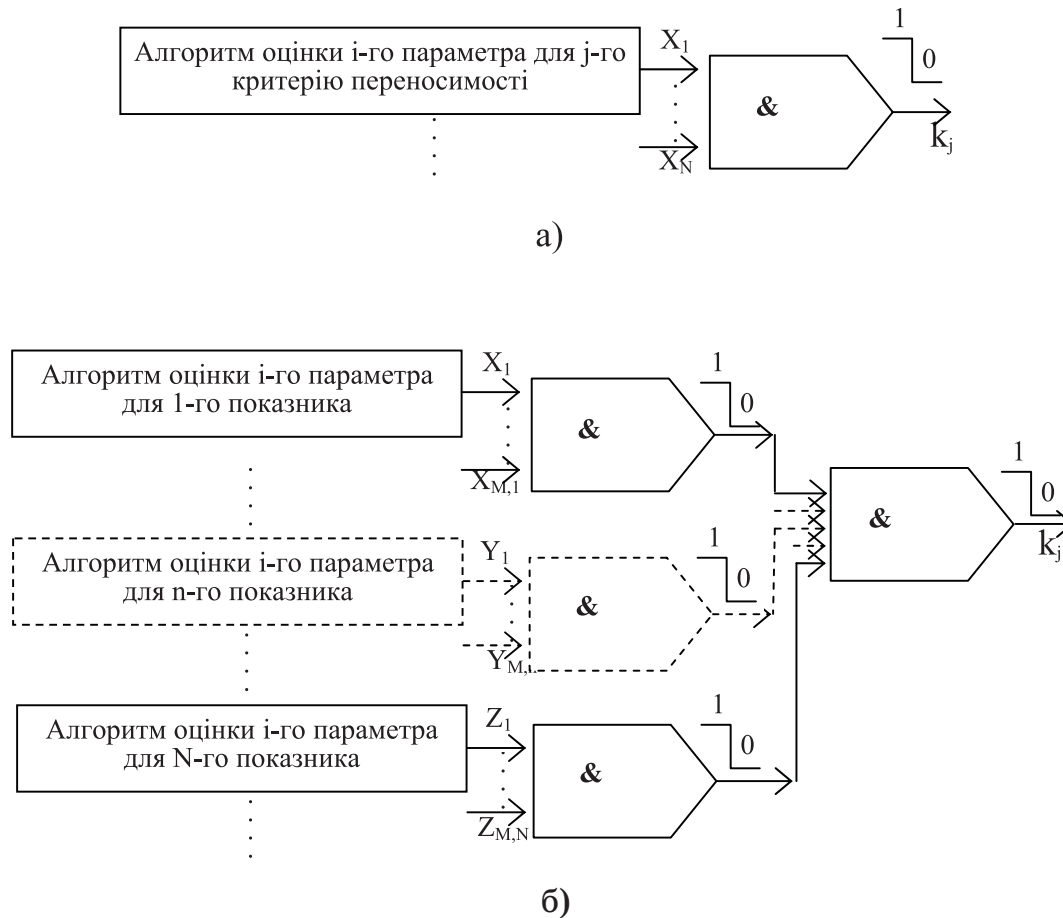 Алгоритм оцінки i-го параметра для j-го
критерію переносимості
X1
XN
&
1
0
kj
а)
Алгоритм оцінки i-го параметра
для 1-го показника
X1
XM,1
&
1
0
Алгоритм оцінки i-го параметра
для n-го показника
Y1
YM,
&
1
0
Алгоритм оцінки i-го параметра
для N-го показника
Z1
ZM,N
&
1
0
&
1
0
kj
б)